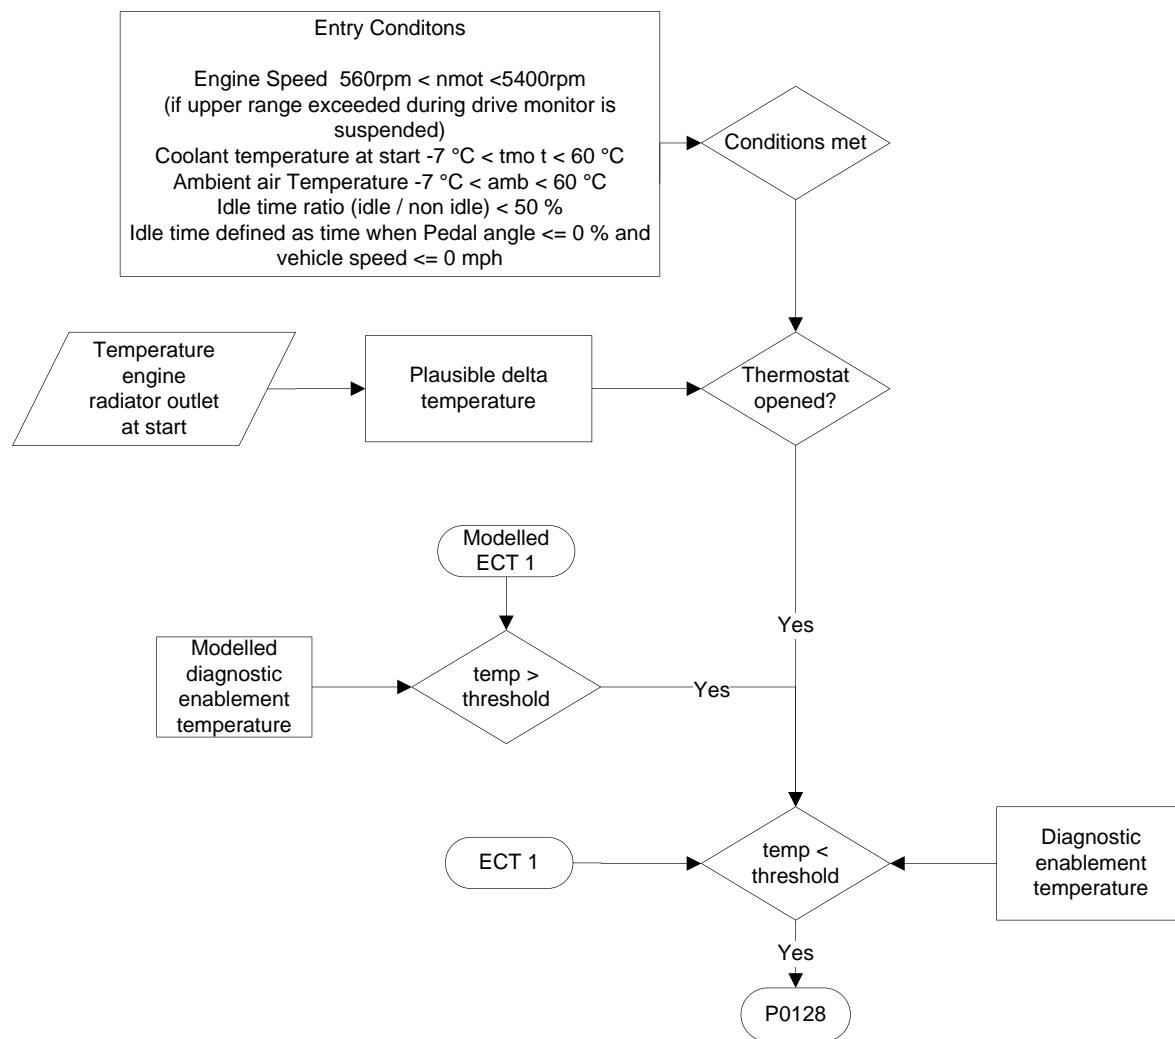 Entry Conditons
Engine Speed  560rpm < nmot <5400rpm
(if upper range exceeded during drive monitor is
suspended)
Coolant temperature at start -7 °C < tmo t < 60 °C
Ambient air Temperature -7 °C < amb < 60 °C
Idle time ratio (idle / non idle) < 50 %
Idle time defined as time when Pedal angle <= 0 % and
vehicle speed <= 0 mph
Conditions met
Temperature
engine
radiator outlet
at start
Plausible delta
temperature
Thermostat
opened?
Modelled
ECT 1
Yes
Modelled
diagnostic
enablement
temperature
temp >
threshold
Yes
ECT 1
temp <
threshold
Diagnostic
enablement
temperature
Yes
P0128